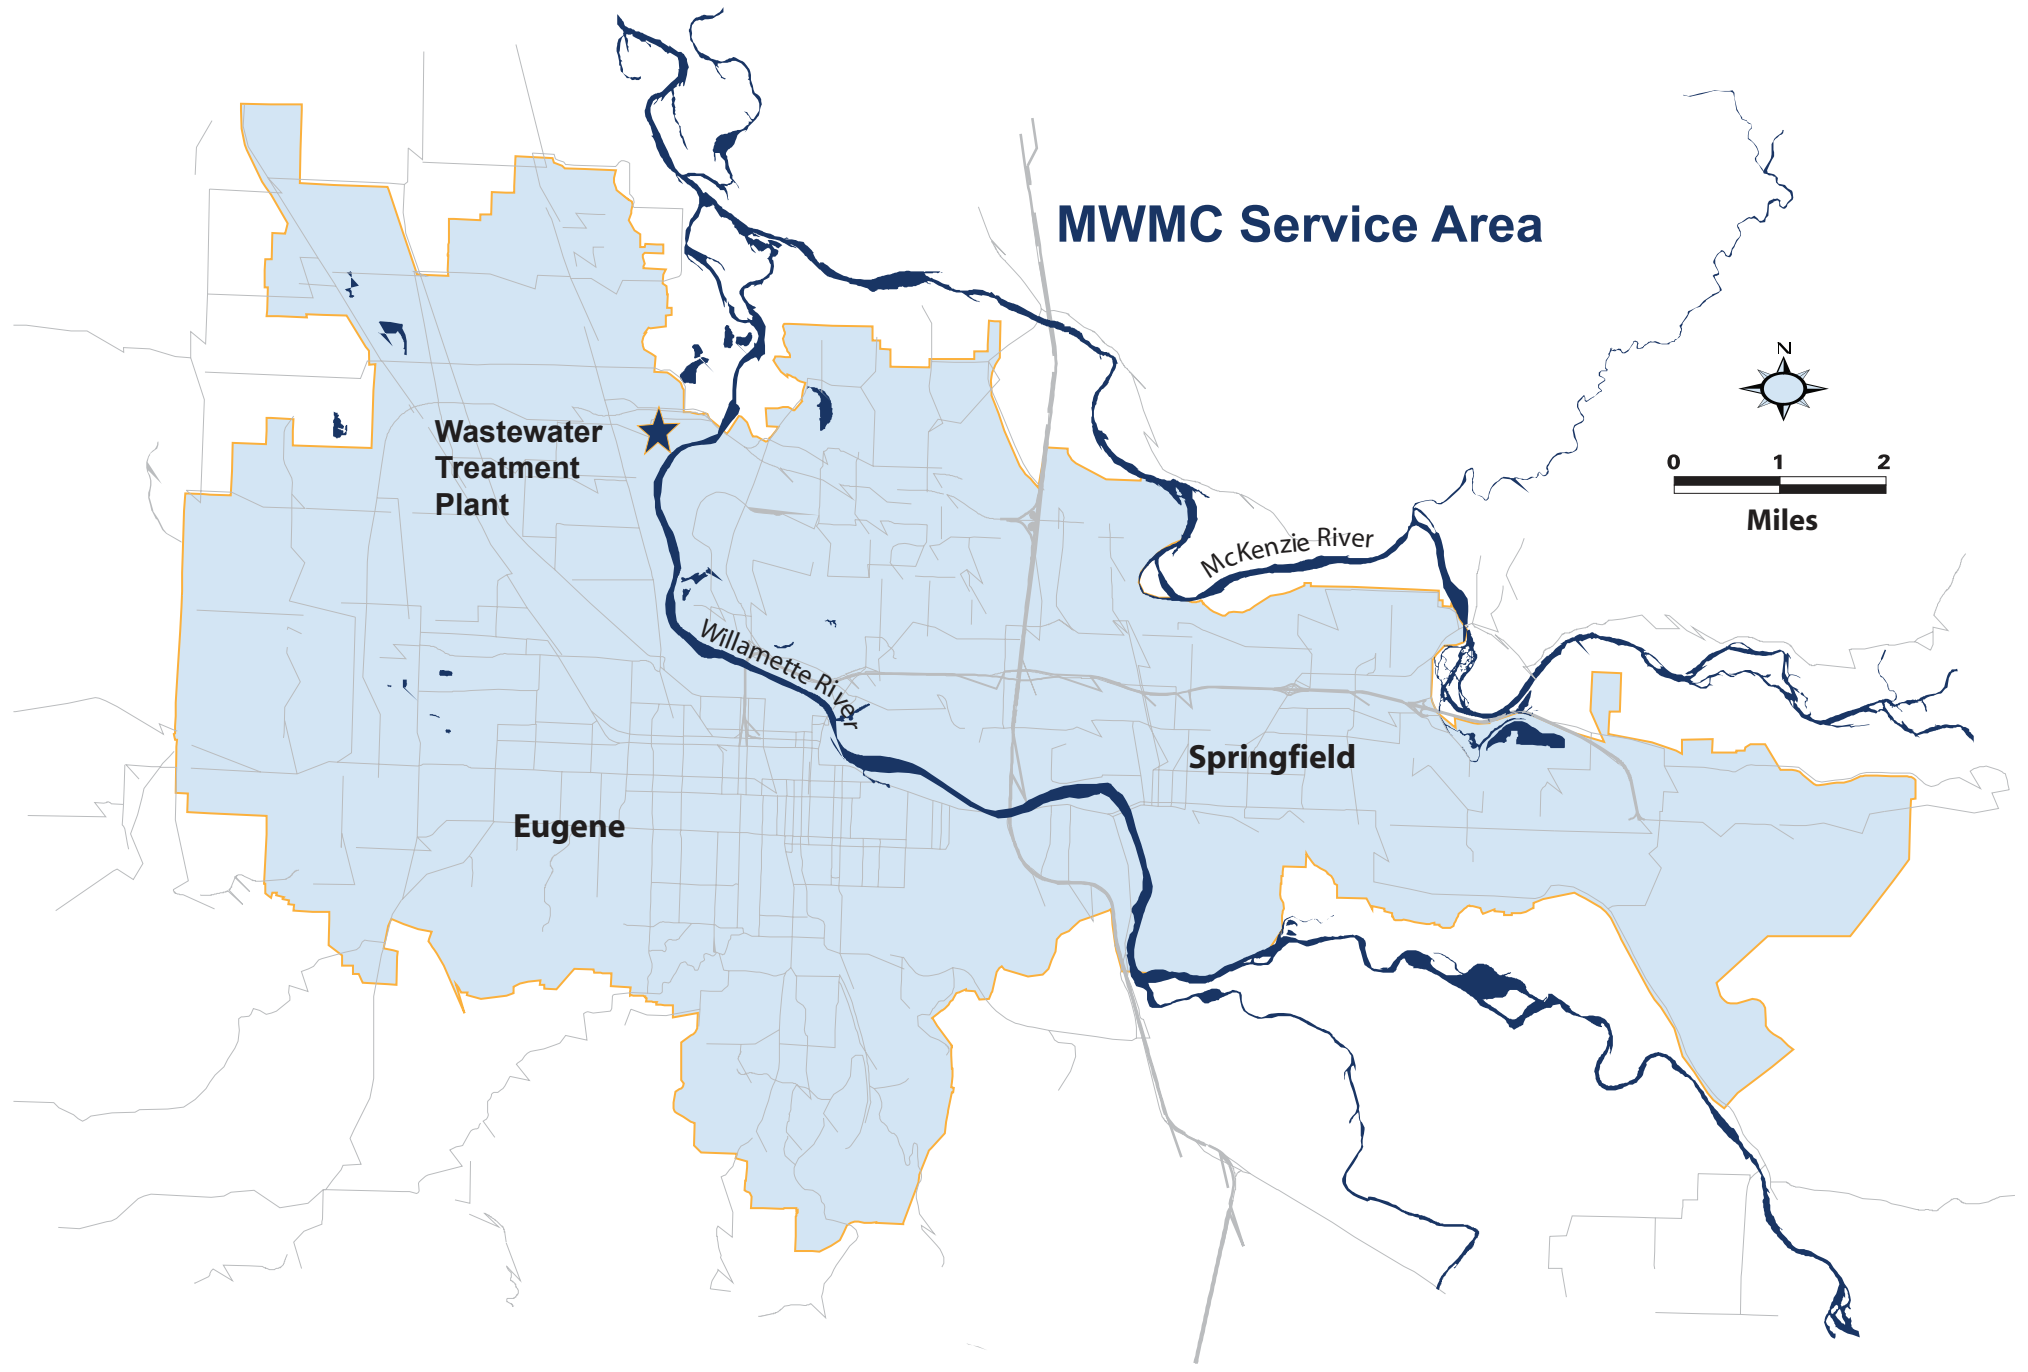 MWMC Service Area
N
0 1 2
Miles
Wastewater
Treatment
Plant
McKenzie River
Willamette River
Springfield
Eugene